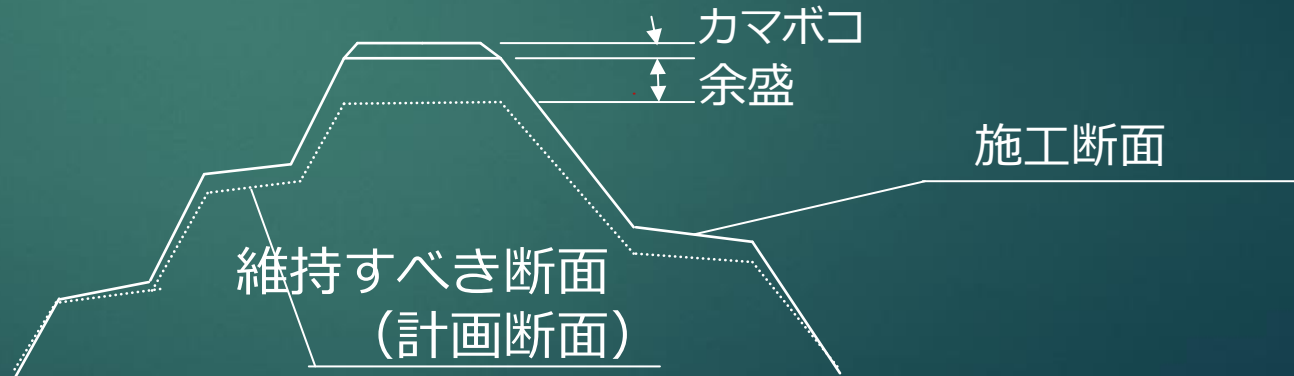 カマボコ
余盛
施工断面
維持すべき断面
（計画断面）